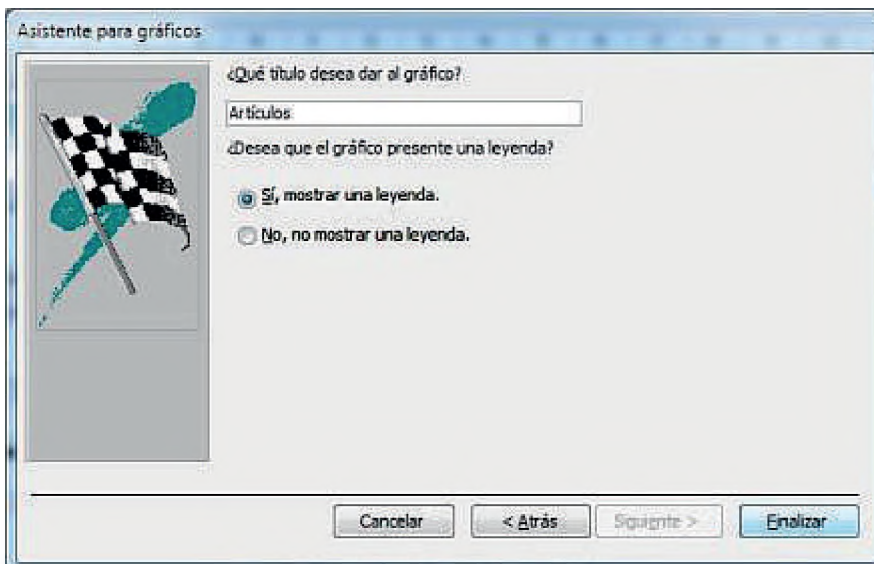 Asistente para gráficos
¿Qué título desea dar al gráfico?
Artículos
¿Desea que el gráfico presente una leyenda?
Sí, mostrar una leyenda.
No, no mostrar una leyenda.
Cancelar
< Atrás
Siguiente >
Finalizar